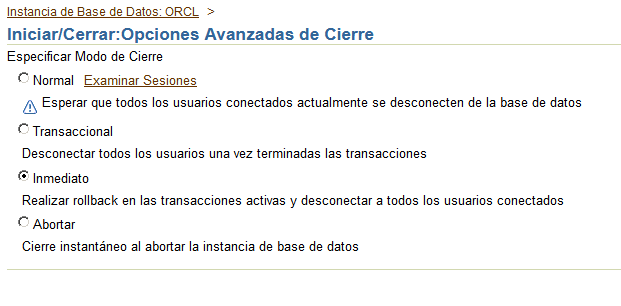 Instancia de Base de Datos: ORCL >
Iniciar/Cerrar:Opciones Avanzadas de Cierre
Especificar Modo de Cierre
Normal Examinar Sesiones
Esperar que todos los usuarios conectados actualmente se desconecten de la base de datos
Transaccional
Desconectar todos los usuarios una vez terminadas las transacciones
Inmediato
Realizar rollback en las transacciones activas y desconectar a todos los usuarios conectados
Abortar
Cierre instantáneo al abortar la instancia de base de datos